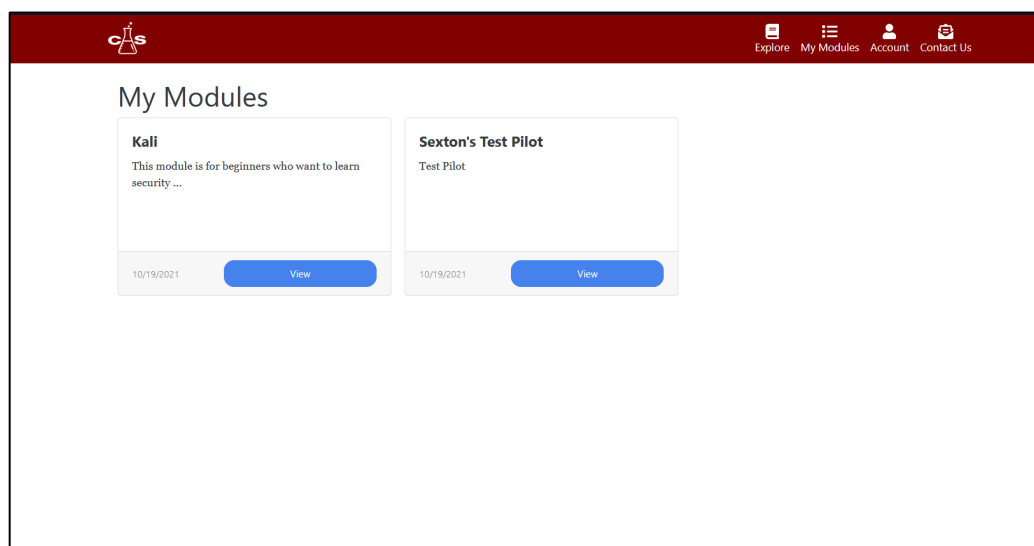 CAS
Explore My Modules Account Contact Us
My Modules
Kali
This module is for beginners who want to learn
security ...
10/19/2021 View
Sexton's Test Pilot
Test Pilot
10/19/2021 View